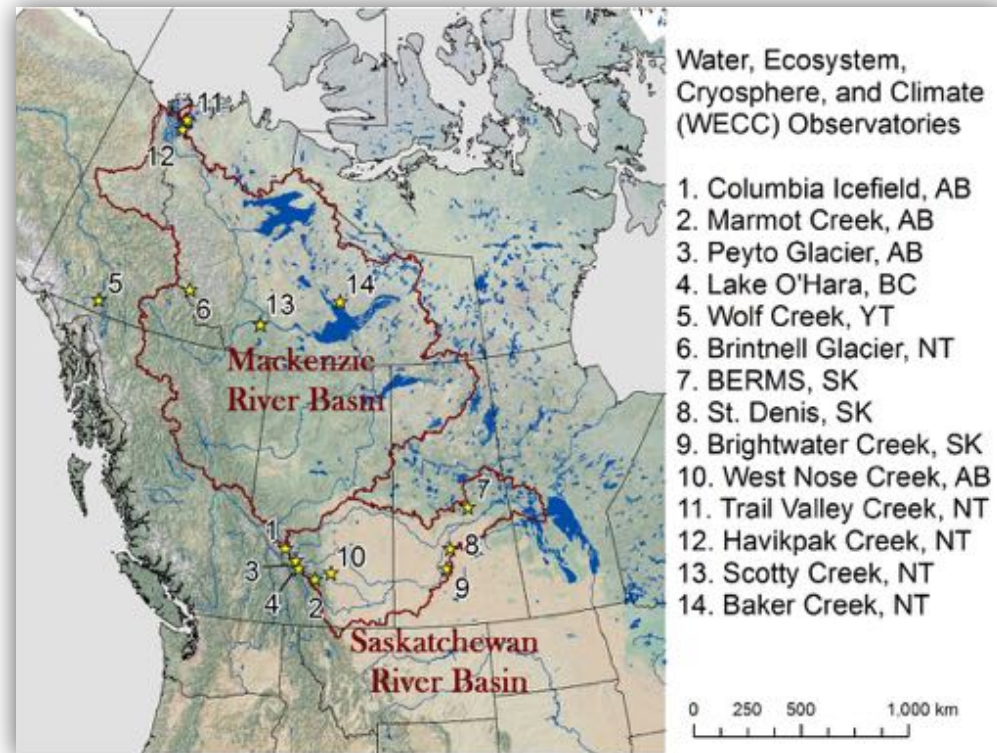 Water, Ecosystem,
Cryosphere, and Climate
(WECC) Observatories
1. Columbia Icefield, AB
2. Marmot Creek, AB
3. Peyto Glacier, AB
4. Lake O'Hara, BC
5. Wolf Creek, YT
6. Brintnell Glacier, NT
7. BERMS, SK
8. St. Denis, SK
9. Brightwater Creek, SK
10. West Nose Creek, AB
11. Trail Valley Creek, NT
12. Havikpak Creek, NT
13. Scotty Creek, NT
14. Baker Creek, NT
0 250 500 1,000 km
11
12
5
6
14
13
Mackenzie
River Basin
7
1
8
10
3
9
4
2
Saskatchewan
River Basin